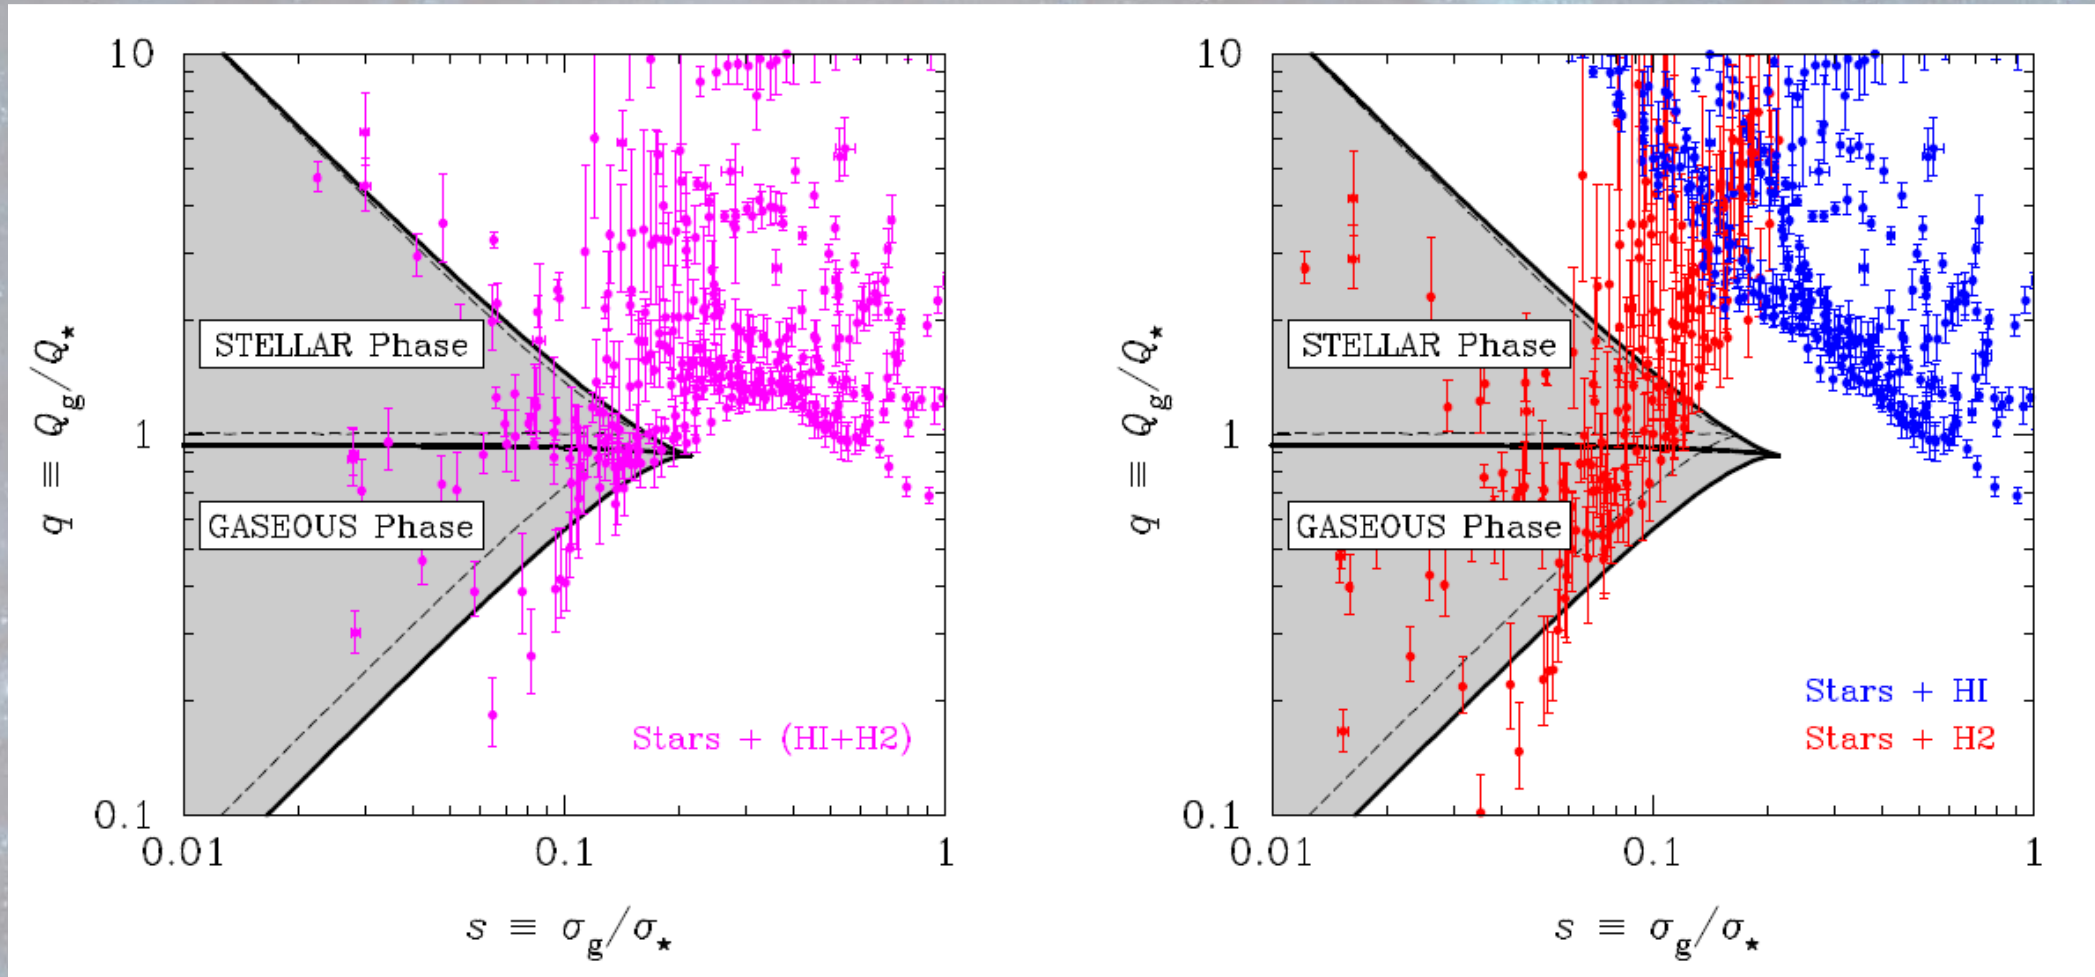 10
1
0.1
q ≡ Q_g/Q_★
STELLAR Phase
GASEOUS Phase
Stars + (HI+H2)
0.01
0.1
1
s ≡ σ_g/σ_★
10
1
0.1
q ≡ Q_g/Q_★
STELLAR Phase
GASEOUS Phase
Stars + HI
Stars + H2
0.01
0.1
1
s ≡ σ_g/σ_★